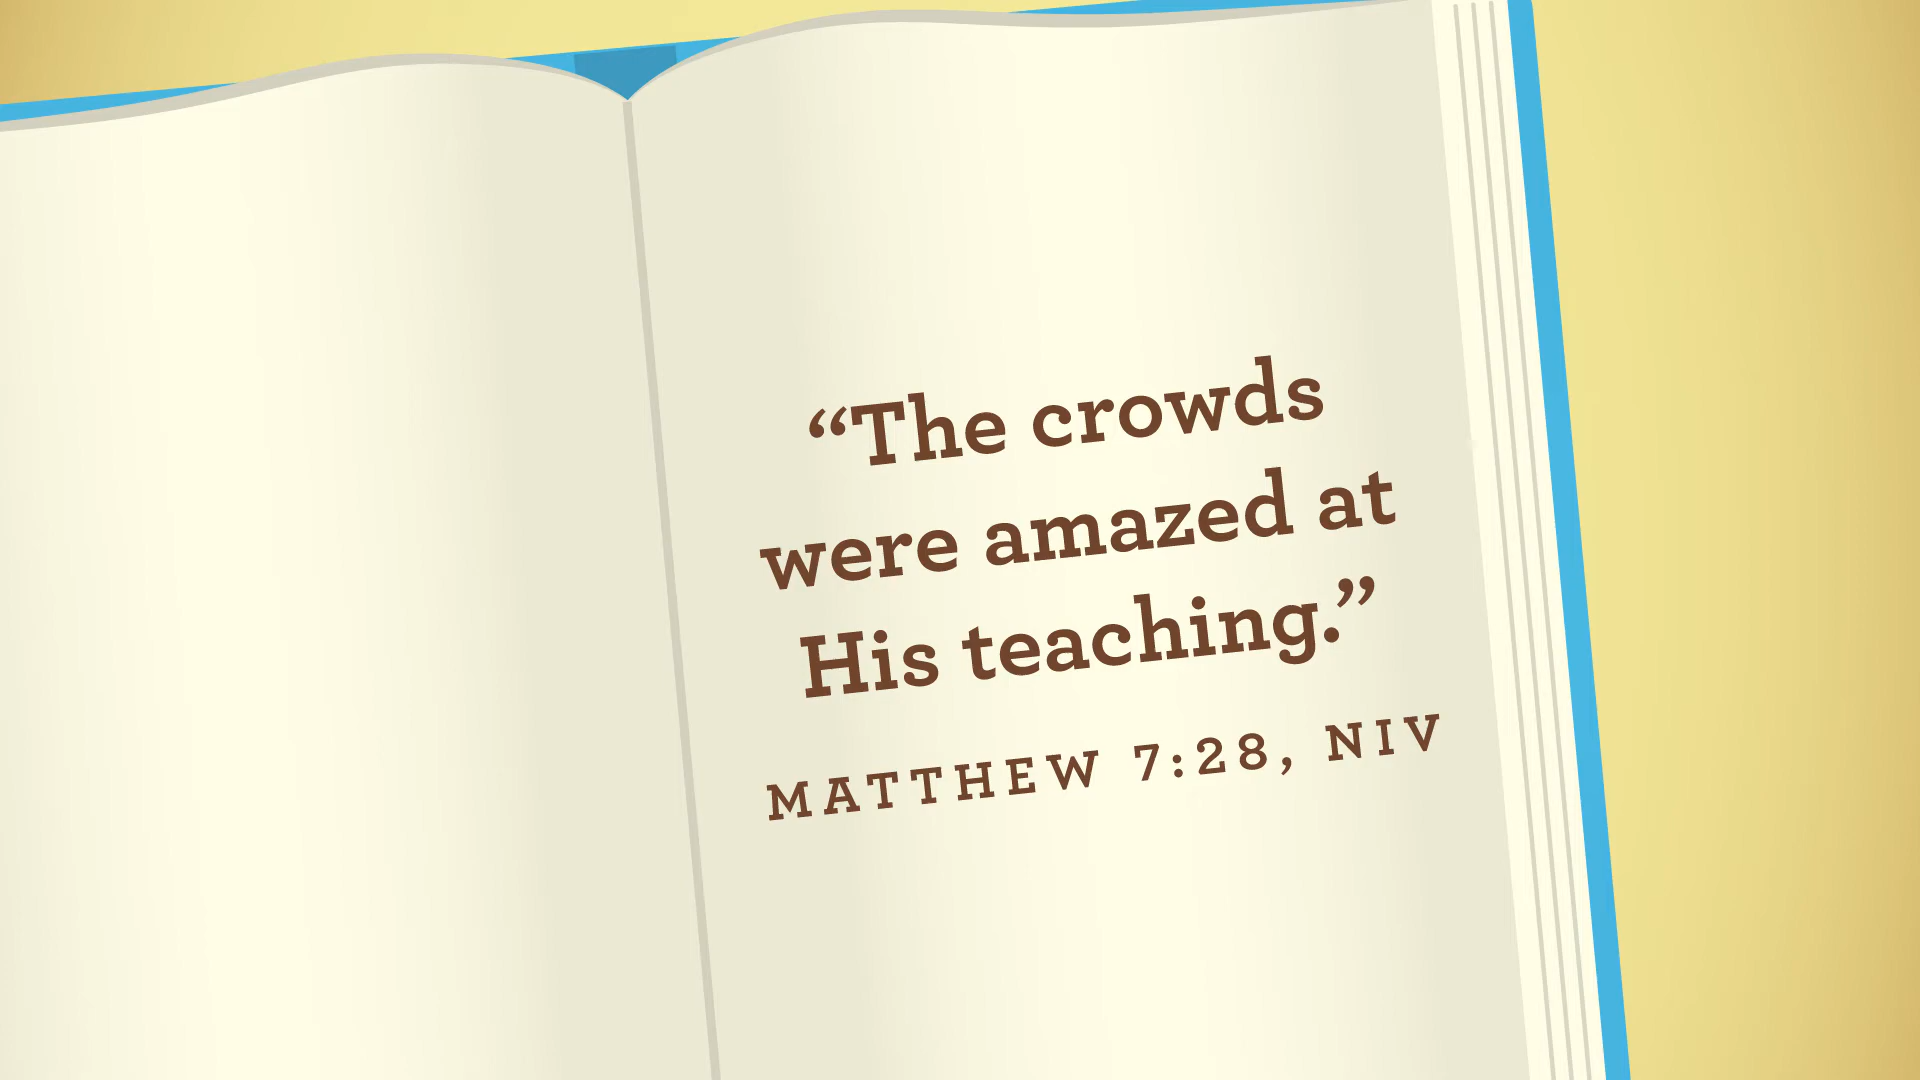 “The crowds
were amazed at
His teaching.”
MATTHEW 7:28, NIV